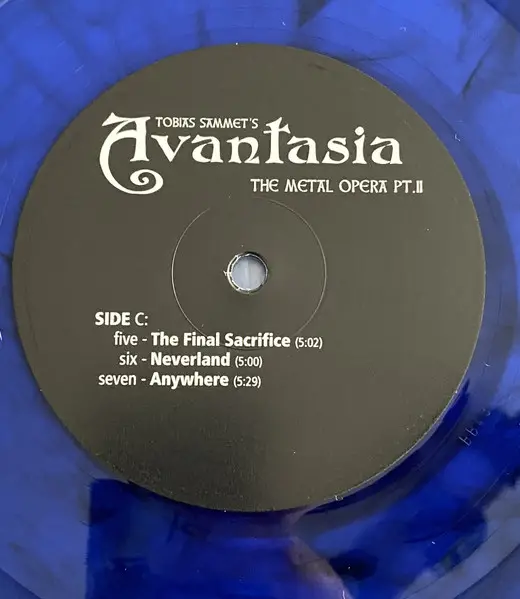 TOBIAS SAMMET'S
Avantasia
THE METAL OPERA PT.II
SIDE C:
five - The Final Sacrifice (5:02)
six - Neverland (5:00)
seven - Anywhere (5:29)